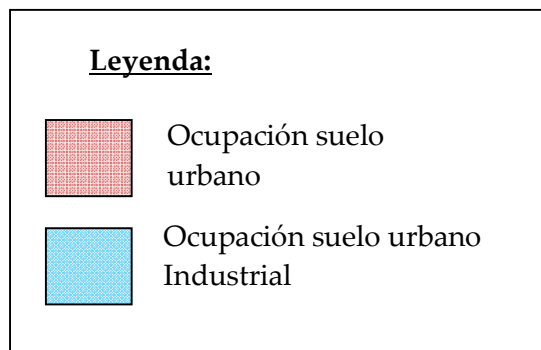 Leyenda:
Ocupación suelo
urbano
Ocupación suelo urbano
Industrial